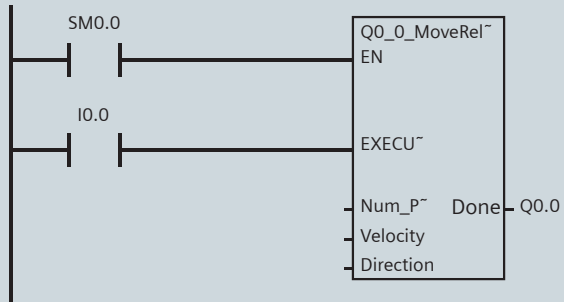 SM0.0
Q0_0_MoveRel˜
EN
I0.0
EXECU˜
Num_P˜ Done Q0.0
Velocity
Direction